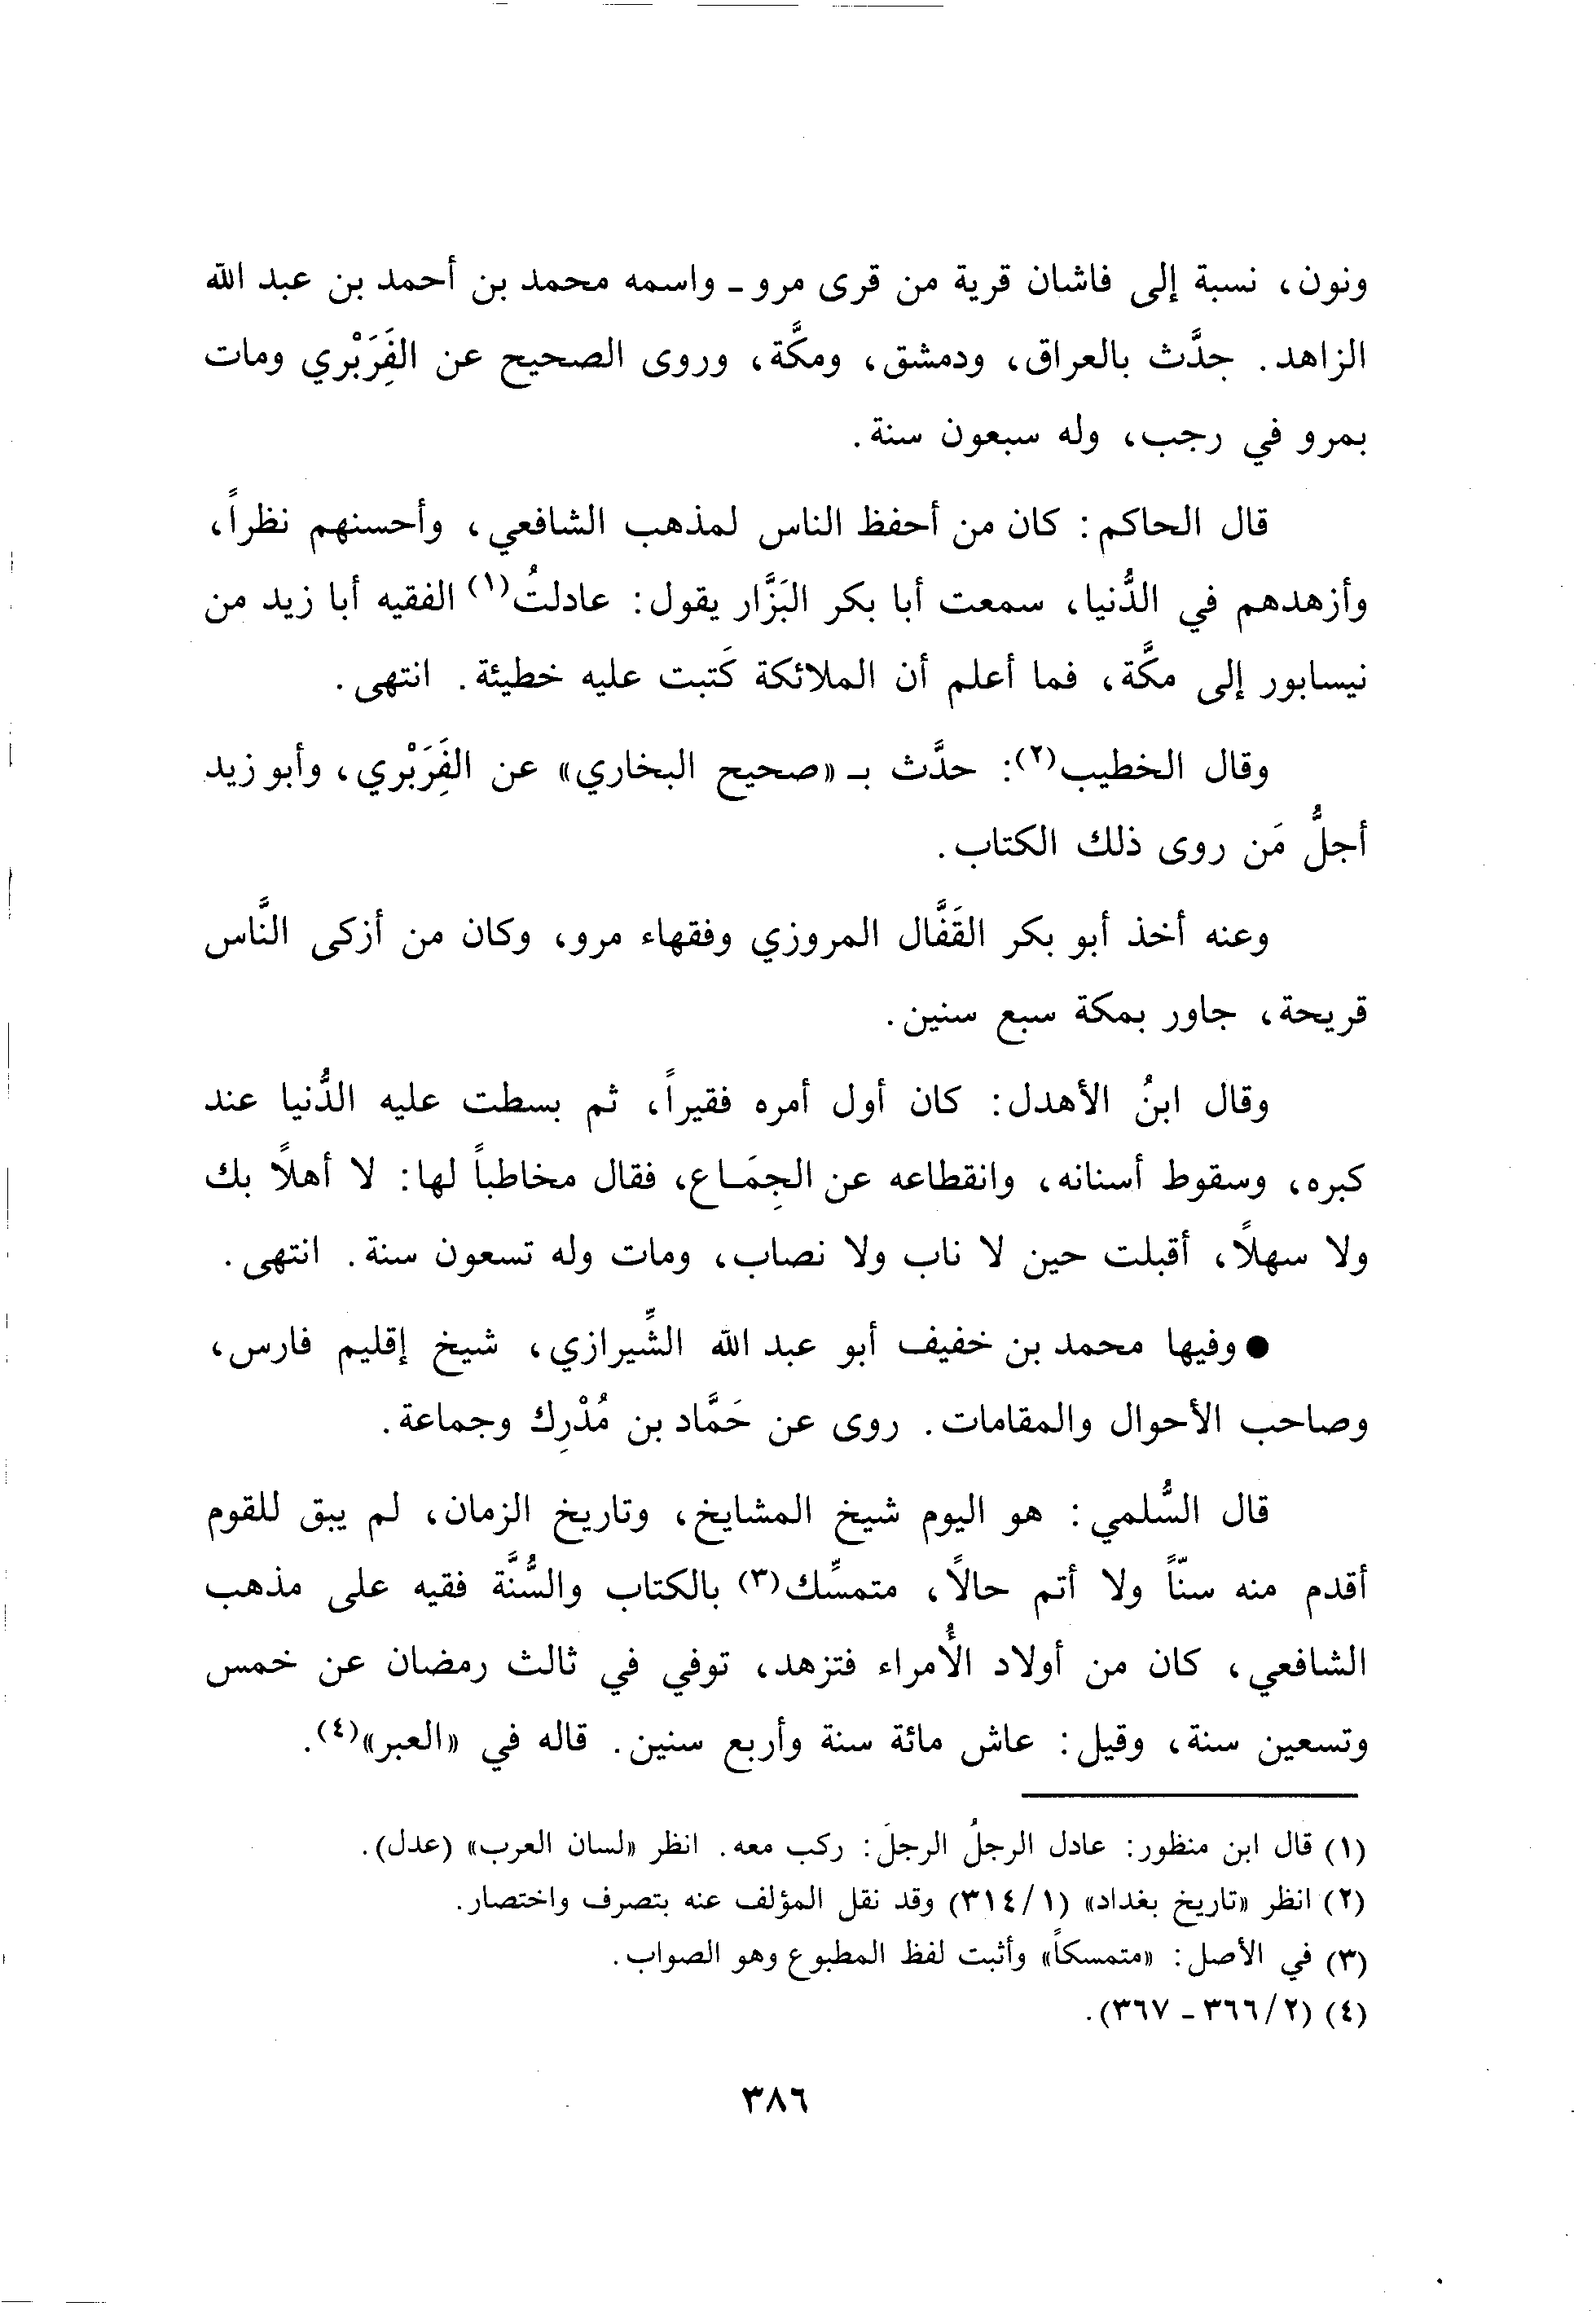 ونون، نسبة إلى فاشان قرية من قرى مرو ـ واسمه محمد بن أحمد بن عبد الله
الزاهد. جدَّث بالعراق، ودمشق، ومكَّة، وروى الصحيح عن الفَِرَبْري ومات
بمرو في رجب، وله سبعون سنة.
قال الحاكم: كان من أحفظ الناس لمذهب الشافعي، وأحسنهم نظراً،
وأزهدهم في الدُّنيا، سمعت أبا بكر البَزَّار يقول: عادلتُ(١) الفقيه أبا زيد من
نيسابور إلى مكَّة، فما أعلم أن الملائكة كَتبت عليه خطيئة. انتهى.
وقال الخطيب(٢): حدَّث بـ «صحيح البخاري» عن الفَِرَبْري، وأبو زيد
أجلُّ مَن روى ذلك الكتاب.
وعنه أخذ أبو بكر القَفَّال المروزي وفقهاء مرو، وكان من أزكى النَّاس
قريحة، جاور بمكة سبع سنين.
وقال ابنُ الأهدل: كان أول أمره فقيراً، ثم بسطت عليه الدُّنيا عند
كبره، وسقوط أسنانه، وانقطاعه عن الجِمَاع، فقال مخاطباً لها: لا أهلاً بك
ولا سهلاً، أقبلت حين لا ناب ولا نصاب، ومات وله تسعون سنة. انتهى.
● وفيها محمد بن خفيف أبو عبد الله الشِّيرازي، شيخ إقليم فارس،
وصاحب الأحوال والمقامات. روى عن حَمَّاد بن مُدْرِك وجماعة.
قال السُّلمي: هو اليوم شيخ المشايخ، وتاريخ الزمان، لم يبق للقوم
أقدم منه سنّاً ولا أتم حالاً، متمسِّك(٣) بالكتاب والسُّنَّة فقيه على مذهب
الشافعي، كان من أولاد الأُمراء فتزهد، توفي في ثالث رمضان عن خمس
وتسعين سنة، وقيل: عاش مائة سنة وأربع سنين. قاله في «العبر»(٤).
(١) قال ابن منظور: عادل الرجلُ الرجلَ: ركب معه. انظر «لسان العرب» (عدل).
(٢) انظر «تاريخ بغداد» (٣١٤/١) وقد نقل المؤلف عنه بتصرف واختصار.
(٣) في الأصل: «متمسكاً» وأثبت لفظ المطبوع وهو الصواب.
(٤) (٣٦٦/٢ ـ ٣٦٧).
٣٨٦